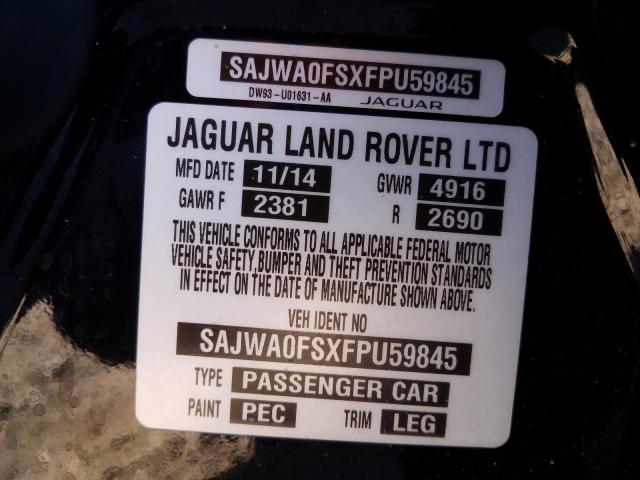 SAJWA0FSXFPU59845
DW93-U01631-AA JAGUAR
JAGUAR LAND ROVER LTD
MFD DATE 11/14 GVWR 4916
GAWR F 2381 R 2690
THIS VEHICLE CONFORMS TO ALL APPLICABLE FEDERAL MOTOR
VEHICLE SAFETY, BUMPER AND THEFT PREVENTION STANDARDS
IN EFFECT ON THE DATE OF MANUFACTURE SHOWN ABOVE.
VEH IDENT NO
SAJWA0FSXFPU59845
TYPE PASSENGER CAR
PAINT PEC TRIM LEG